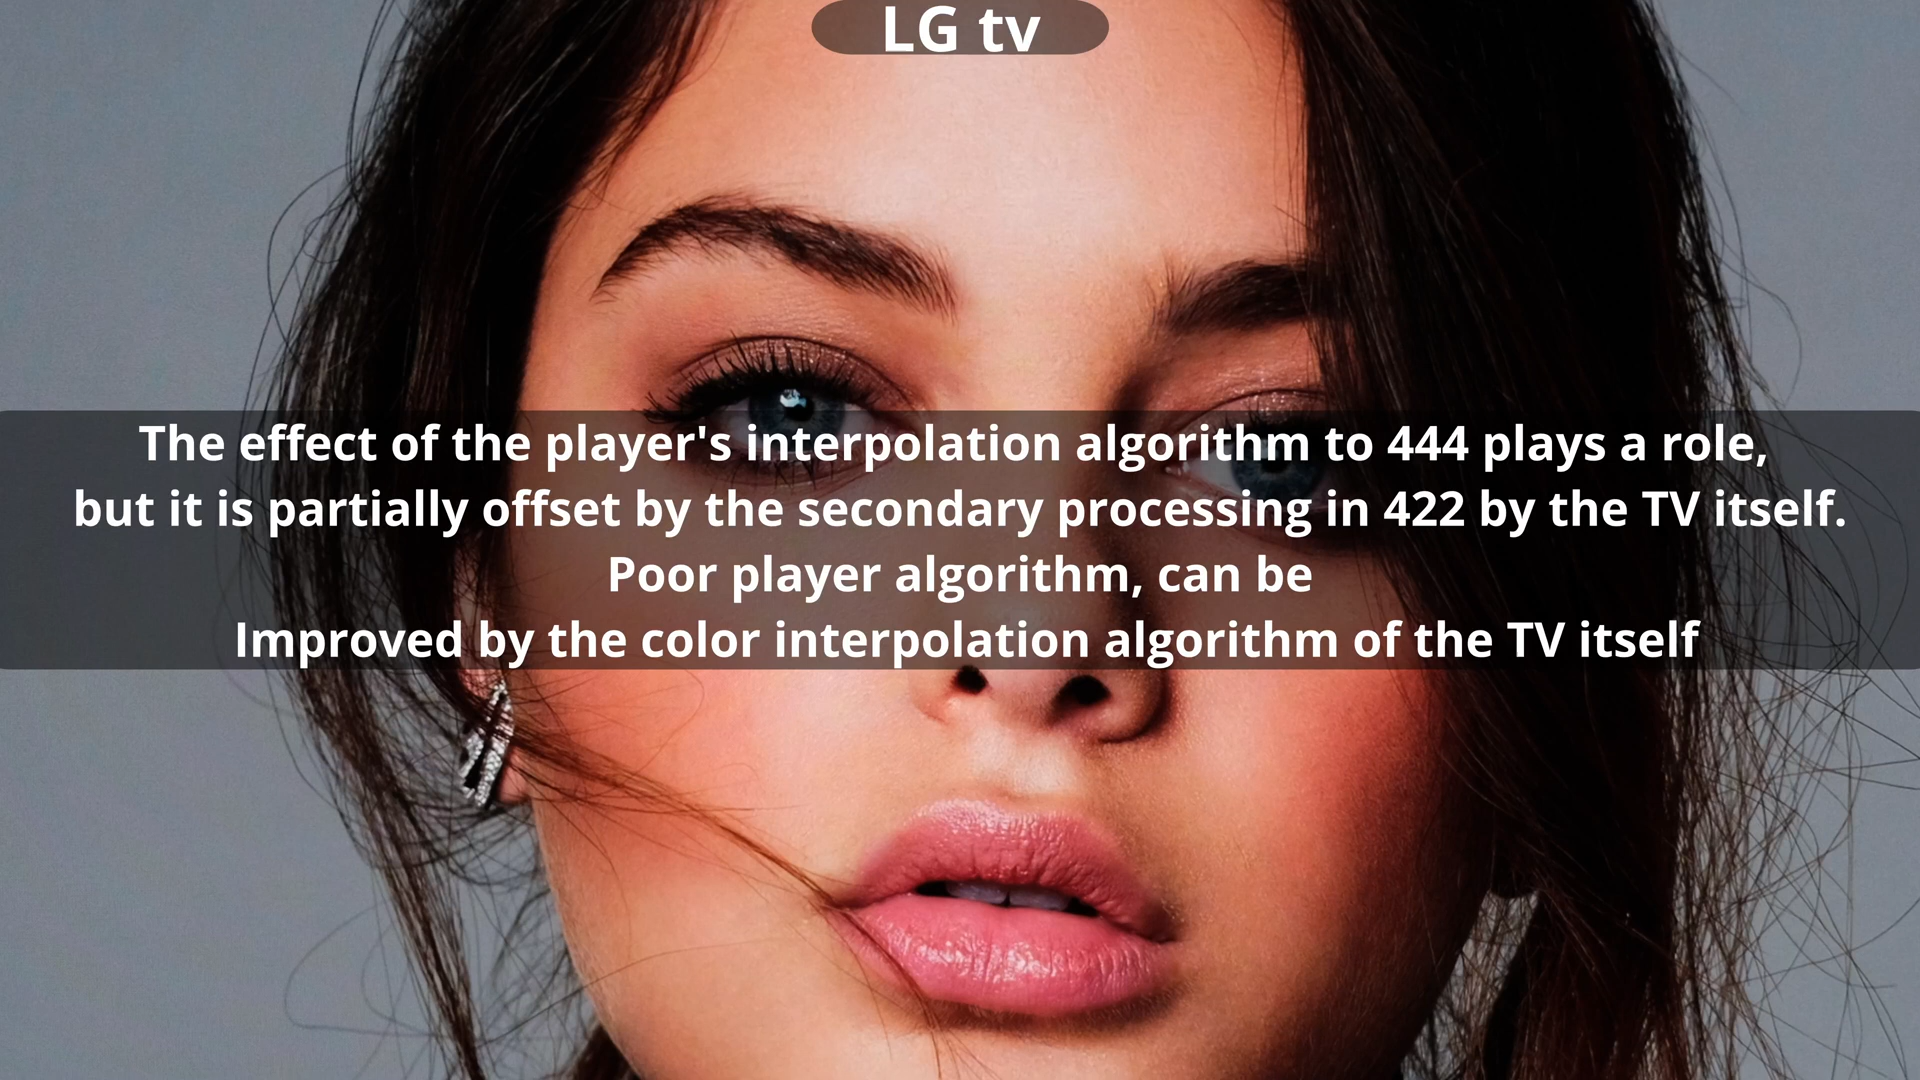 LG tv
The effect of the player's interpolation algorithm to 444 plays a role,
but it is partially offset by the secondary processing in 422 by the TV itself.
Poor player algorithm, can be
Improved by the color interpolation algorithm of the TV itself